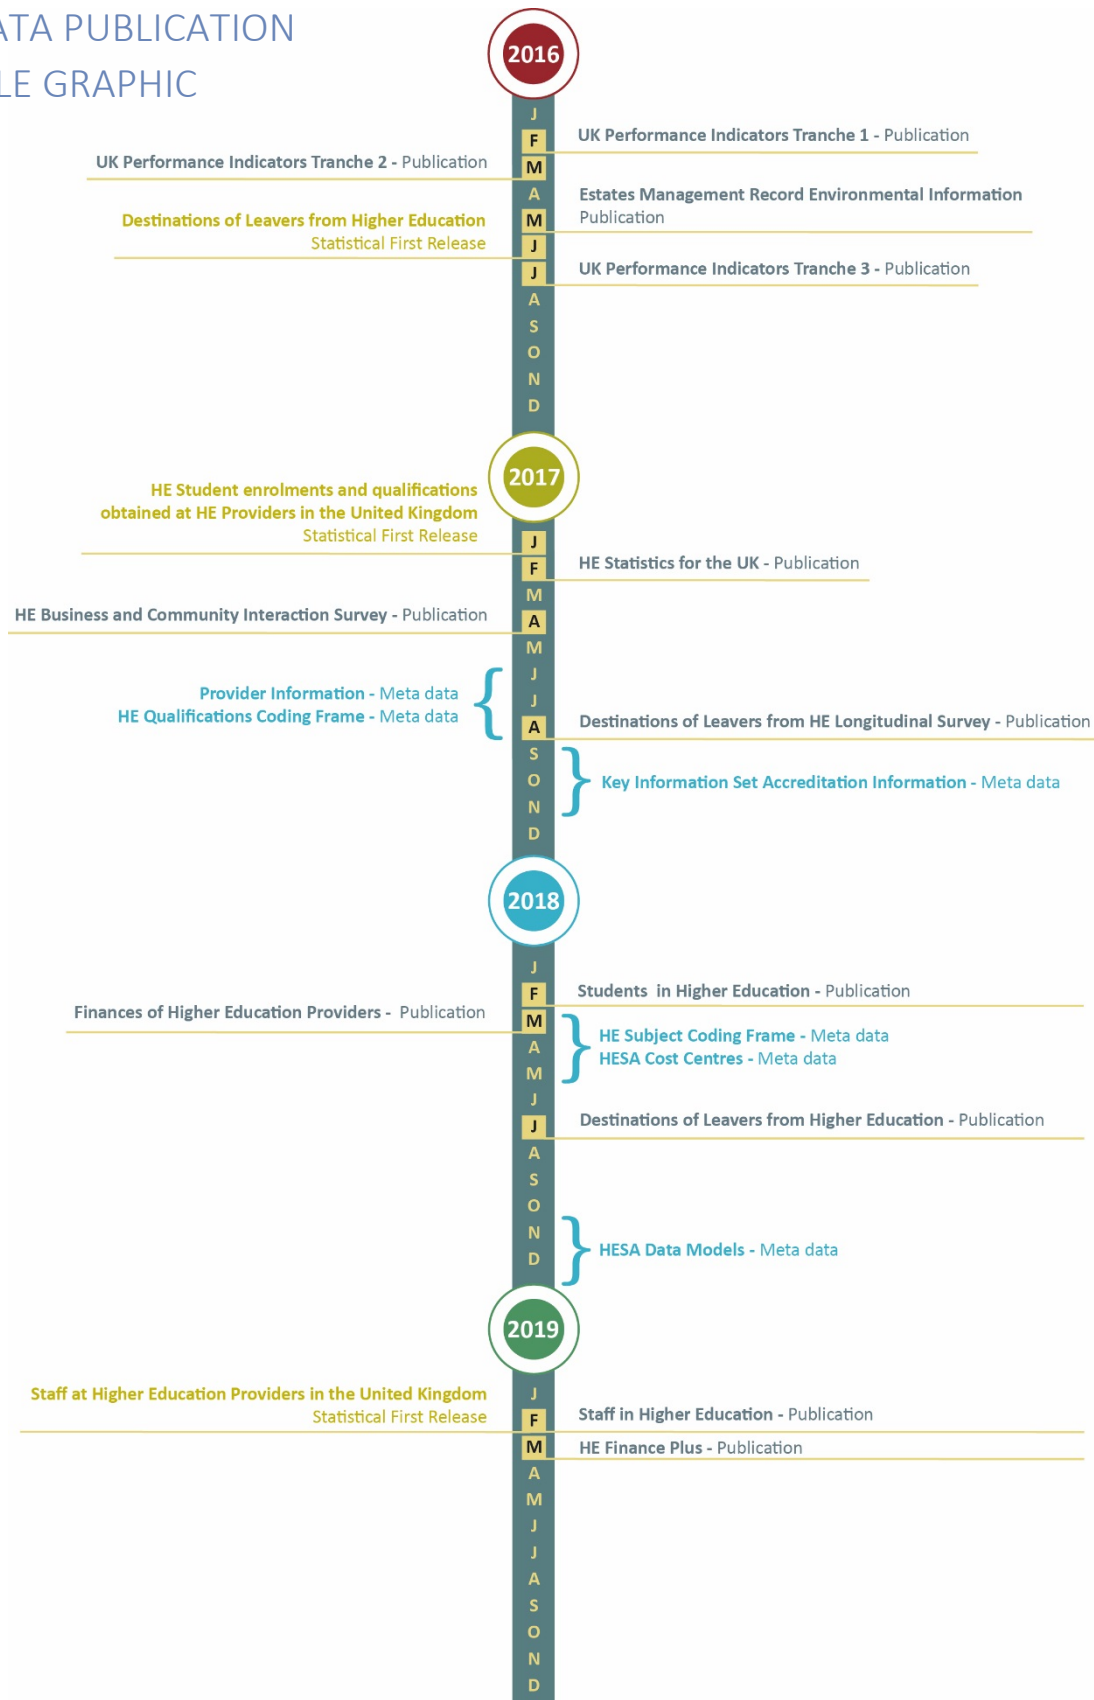 ATA PUBLICATION
LE GRAPHIC
2016
J
F
UK Performance Indicators Tranche 1 - Publication
UK Performance Indicators Tranche 2 - Publication
M
A
Estates Management Record Environmental Information
Publication
Destinations of Leavers from Higher Education
Statistical First Release
M
J
J
UK Performance Indicators Tranche 3 - Publication
A
S
O
N
D
2017
HE Student enrolments and qualifications
obtained at HE Providers in the United Kingdom
Statistical First Release
J
F
HE Statistics for the UK - Publication
M
HE Business and Community Interaction Survey - Publication
A
M
J
Provider Information - Meta data
HE Qualifications Coding Frame - Meta data
J
A
Destinations of Leavers from HE Longitudinal Survey - Publication
S
O
Key Information Set Accreditation Information - Meta data
N
D
2018
J
F
Students in Higher Education - Publication
Finances of Higher Education Providers - Publication
M
HE Subject Coding Frame - Meta data
HESA Cost Centres - Meta data
A
M
J
J
Destinations of Leavers from Higher Education - Publication
A
S
O
N
HESA Data Models - Meta data
D
2019
Staff at Higher Education Providers in the United Kingdom
Statistical First Release
J
F
Staff in Higher Education - Publication
M
HE Finance Plus - Publication
A
M
J
J
A
S
O
N
D